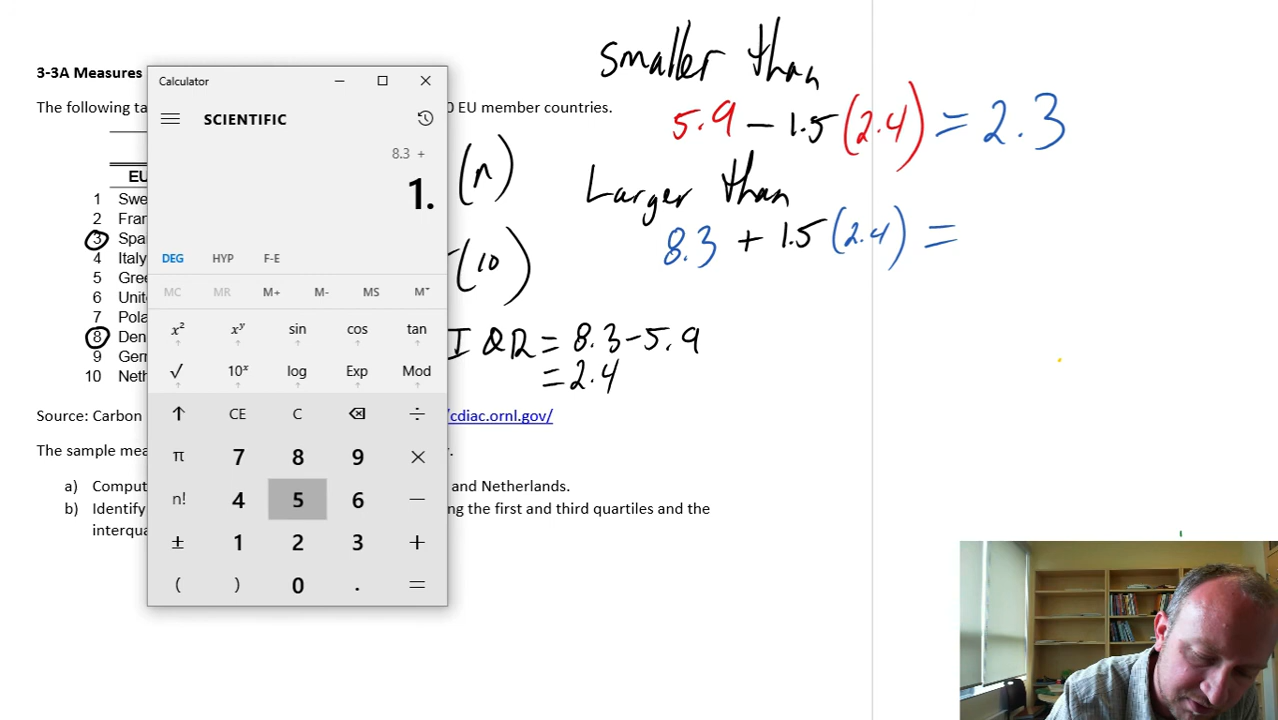 smaller than
5.9 – 1.5 (2.4) = 2.3
Larger than
8.3 + 1.5 (2.4) =
(n)
(10)
IQR = 8.3 – 5.9
= 2.4
3-3A Measures
The following ta
0 EU member countries.
EU
1 Swe
2 Fran
3 Spa
4 Italy
5 Gree
6 Unit
7 Pola
8 Den
9 Ger
10 Neth
Source: Carbon
/cdiac.ornl.gov/
The sample mea
a) Comput
and Netherlands.
b) Identify
ng the first and third quartiles and the
interqua
Calculator
SCIENTIFIC
8.3 +
1.
DEG HYP F-E
MC MR M+ M- MS M
x² xʸ sin cos tan
√ 10ˣ log Exp Mod
↑ CE C ⌫ ÷
π 7 8 9 ×
n! 4 5 6 −
± 1 2 3 +
( ) 0 . =